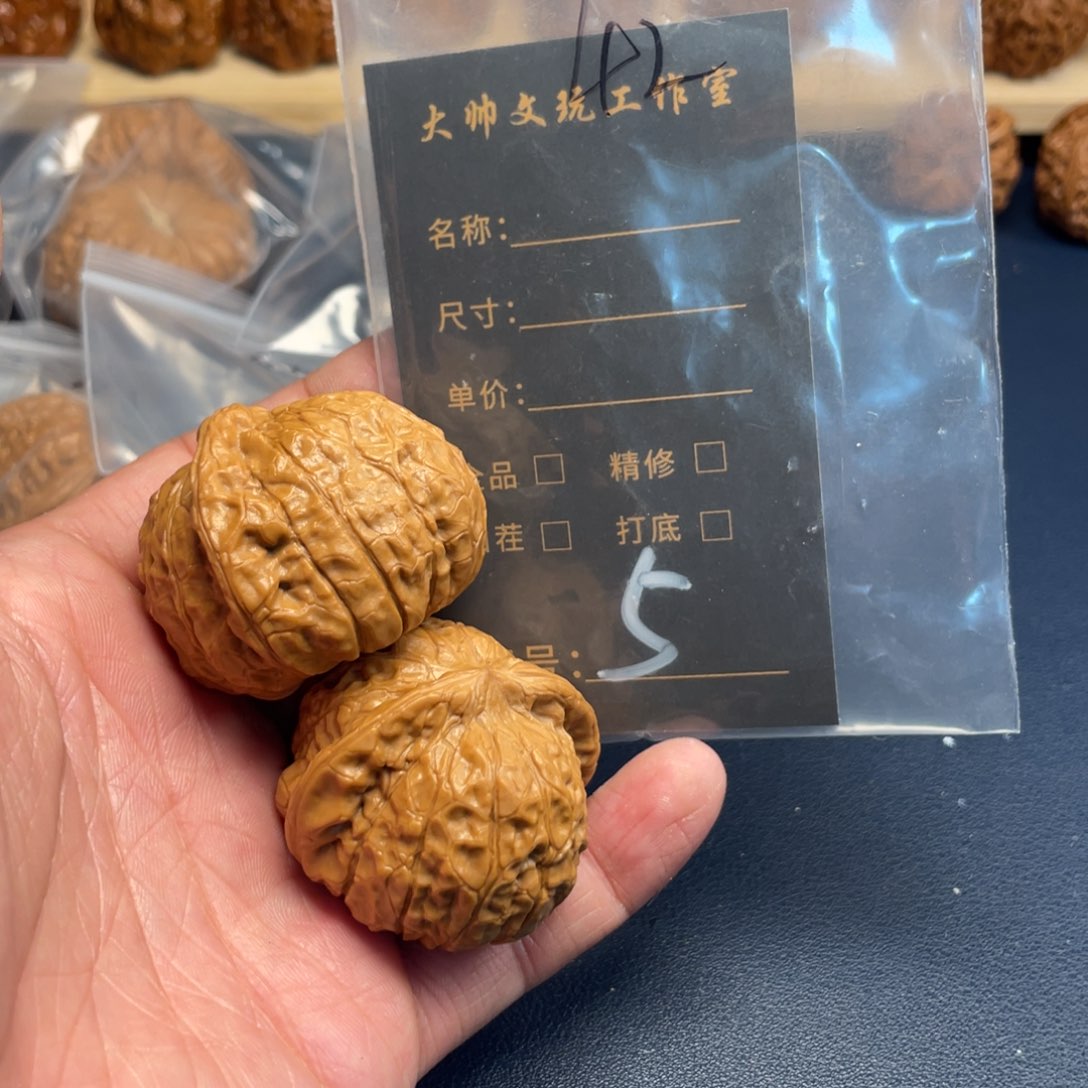 大帅文玩工作室
名称：
尺寸：
单价：
品 □ 精修 □
茬 □ 打底 □
号： 5